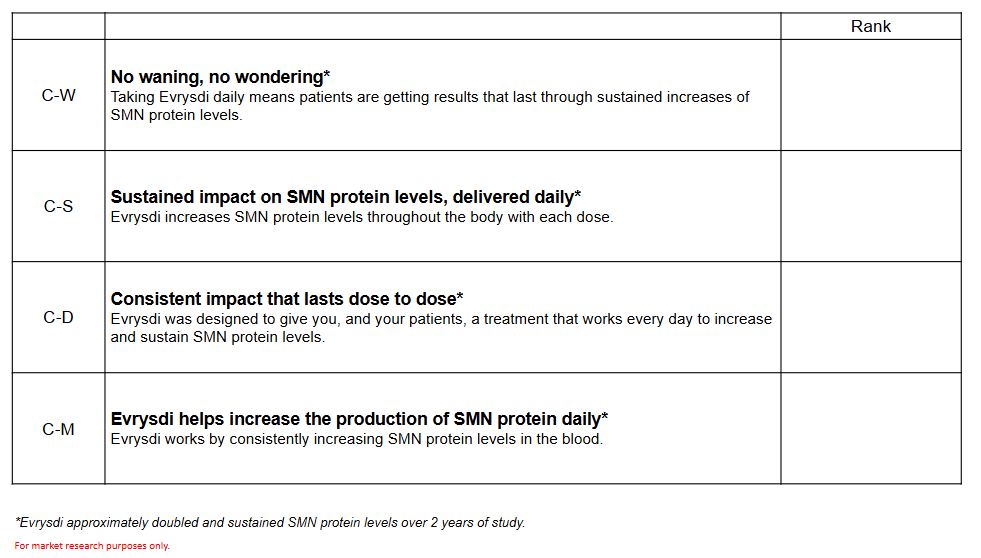 Rank
C-W
No waning, no wondering*
Taking Evrysdi daily means patients are getting results that last through sustained increases of
SMN protein levels.
C-S
Sustained impact on SMN protein levels, delivered daily*
Evrysdi increases SMN protein levels throughout the body with each dose.
C-D
Consistent impact that lasts dose to dose*
Evrysdi was designed to give you, and your patients, a treatment that works every day to increase
and sustain SMN protein levels.
C-M
Evrysdi helps increase the production of SMN protein daily*
Evrysdi works by consistently increasing SMN protein levels in the blood.
*Evrysdi approximately doubled and sustained SMN protein levels over 2 years of study.
For market research purposes only.